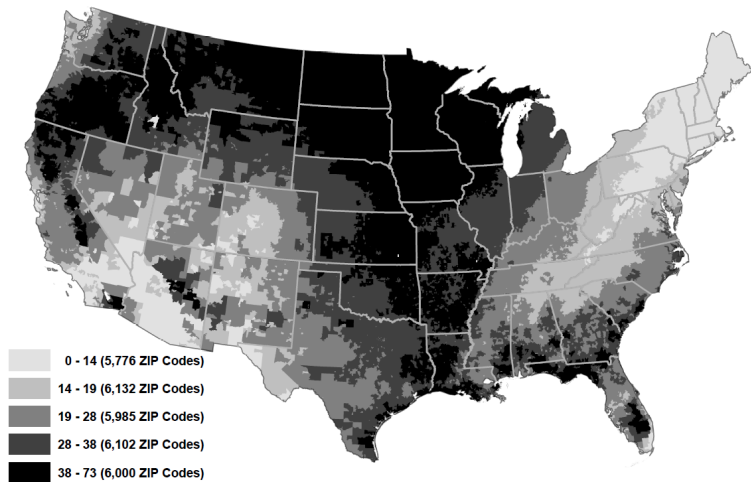 0 - 14 (5,776 ZIP Codes)
14 - 19 (6,132 ZIP Codes)
19 - 28 (5,985 ZIP Codes)
28 - 38 (6,102 ZIP Codes)
38 - 73 (6,000 ZIP Codes)